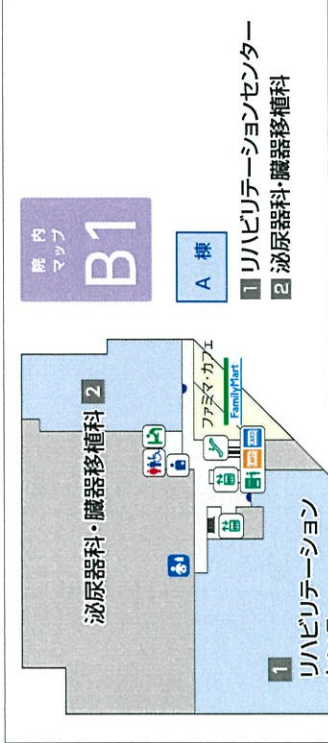 院内
マップ
B1
A 棟
1 リハビリテーションセンター
2 泌尿器科・臓器移植科
泌尿器科・臓器移植科 2
ファミマ・カフェ
FamilyMart
1
リハビリテーション